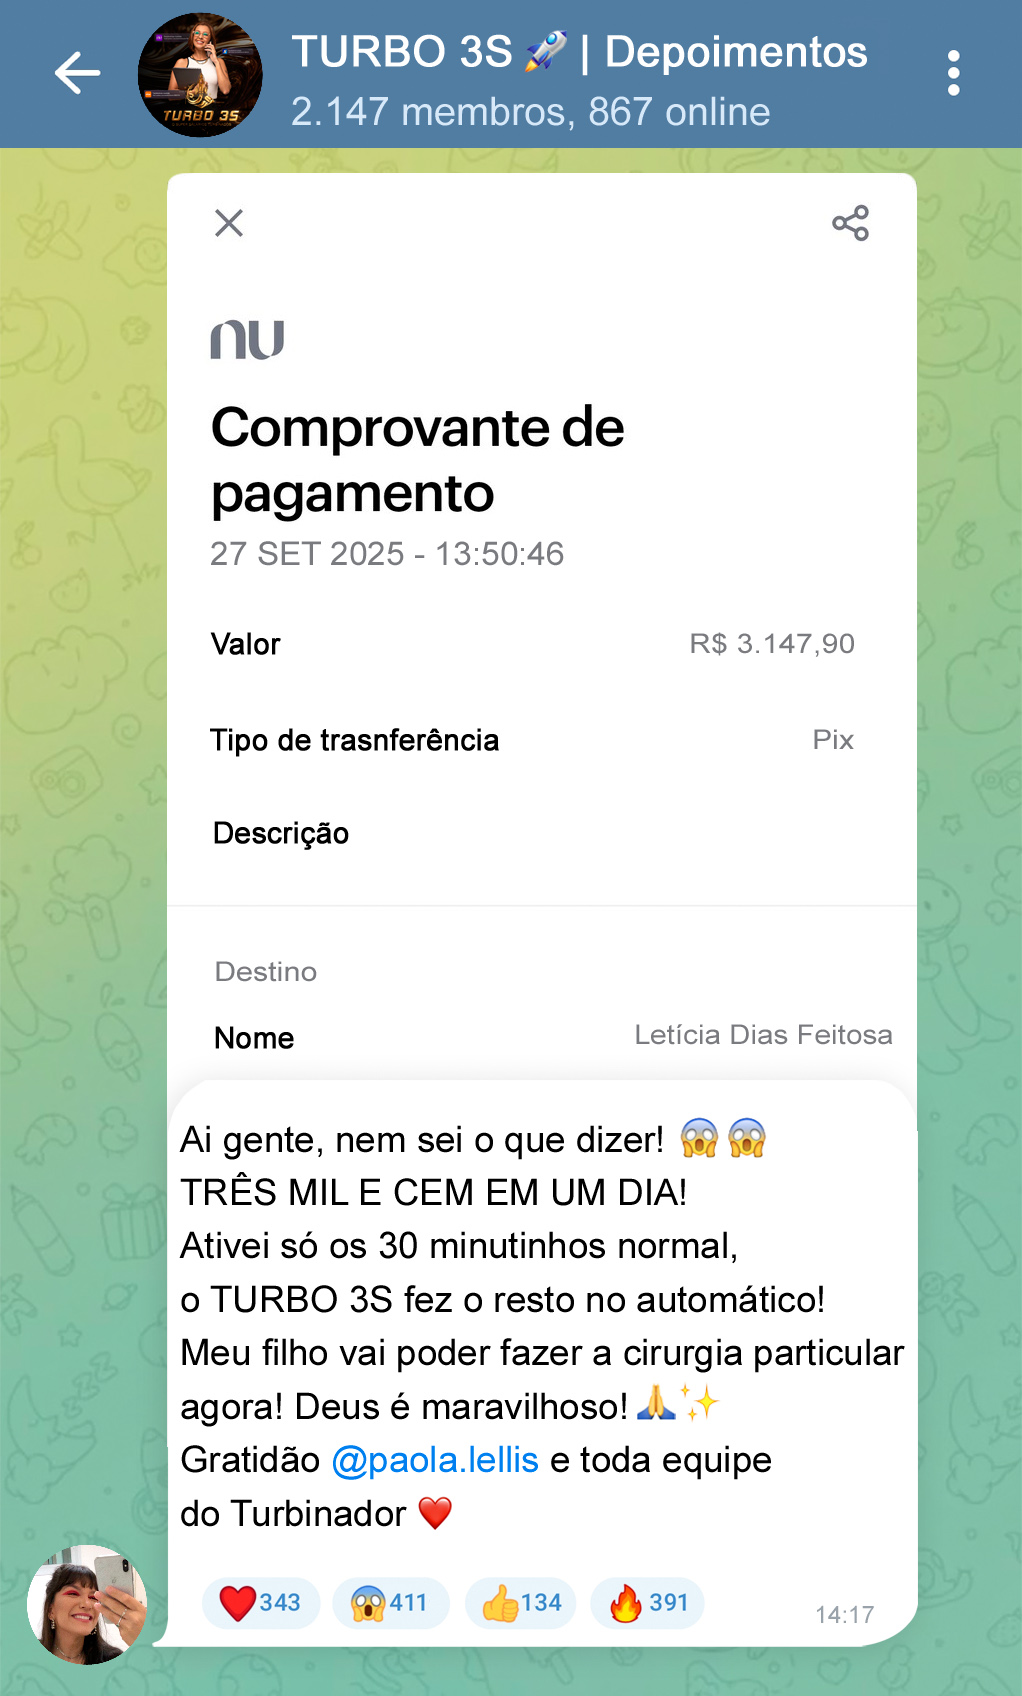 TURBO 3S 🚀 | Depoimentos
2.147 membros, 867 online
TURBO 3S
nu
Comprovante de
pagamento
27 SET 2025 - 13:50:46
Valor R$ 3.147,90
Tipo de trasnferência Pix
Descrição
Destino
Nome Letícia Dias Feitosa
Ai gente, nem sei o que dizer! 😱😱
TRÊS MIL E CEM EM UM DIA!
Ativei só os 30 minutinhos normal,
o TURBO 3S fez o resto no automático!
Meu filho vai poder fazer a cirurgia particular
agora! Deus é maravilhoso!🙏✨
Gratidão @paola.lellis e toda equipe
do Turbinador ❤️
❤️343 😱411 👍134 🔥391
14:17